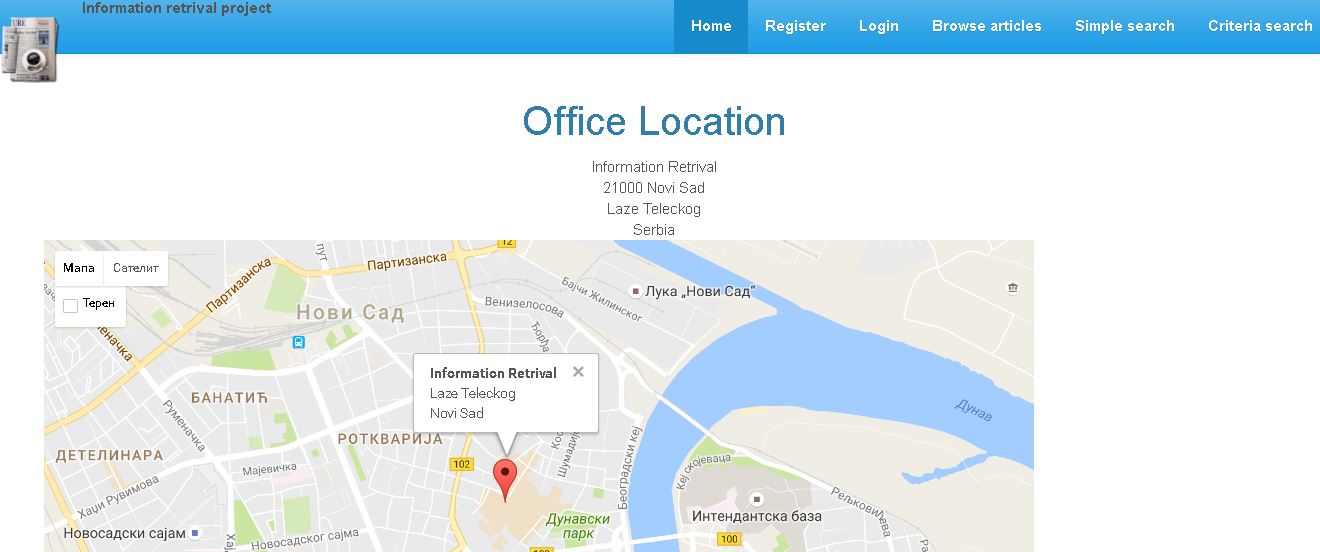 Information retrival project
Home Register Login Browse articles Simple search Criteria search
Office Location
Information Retrival
21000 Novi Sad
Laze Teleckog
Serbia
Мапа Сателит
Терен
12
Партизанска
Партизанска
Бајчи Жилинског
Лука „Нови Сад“
Венизелосова
Нови Сад
Ђорђа
Руменачка
Information Retrival
Laze Teleckog
Novi Sad
БАНАТИЋ
Руменачка
Дунав
РОТКВАРИЈА
Шумадијс
Кос
Београдски кеј
ДЕТЕЛИНАРА
Мајевичка
102
Кеј скојеваца
Хаџи Рувимова
Рељковићева
Интендантска база
Дунавски
парк
Новосадски сајам
Новосадског сајма
100